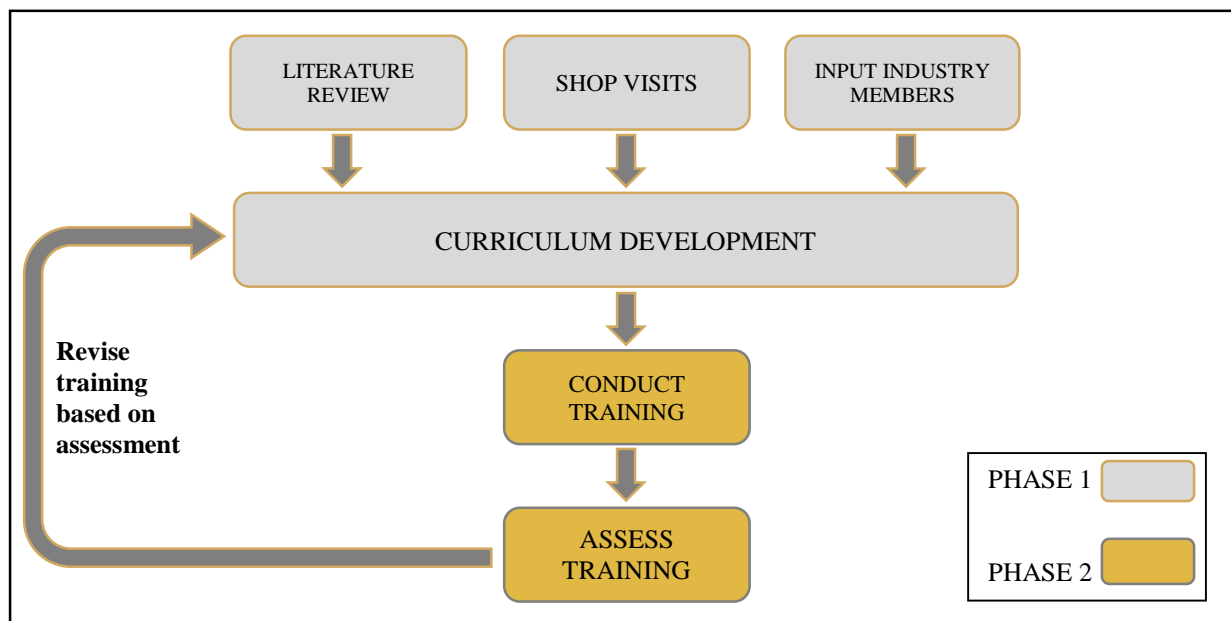 LITERATURE
REVIEW
SHOP VISITS
INPUT INDUSTRY
MEMBERS
CURRICULUM DEVELOPMENT
Revise
training
based on
assessment
CONDUCT
TRAINING
ASSESS
TRAINING
PHASE 1
PHASE 2